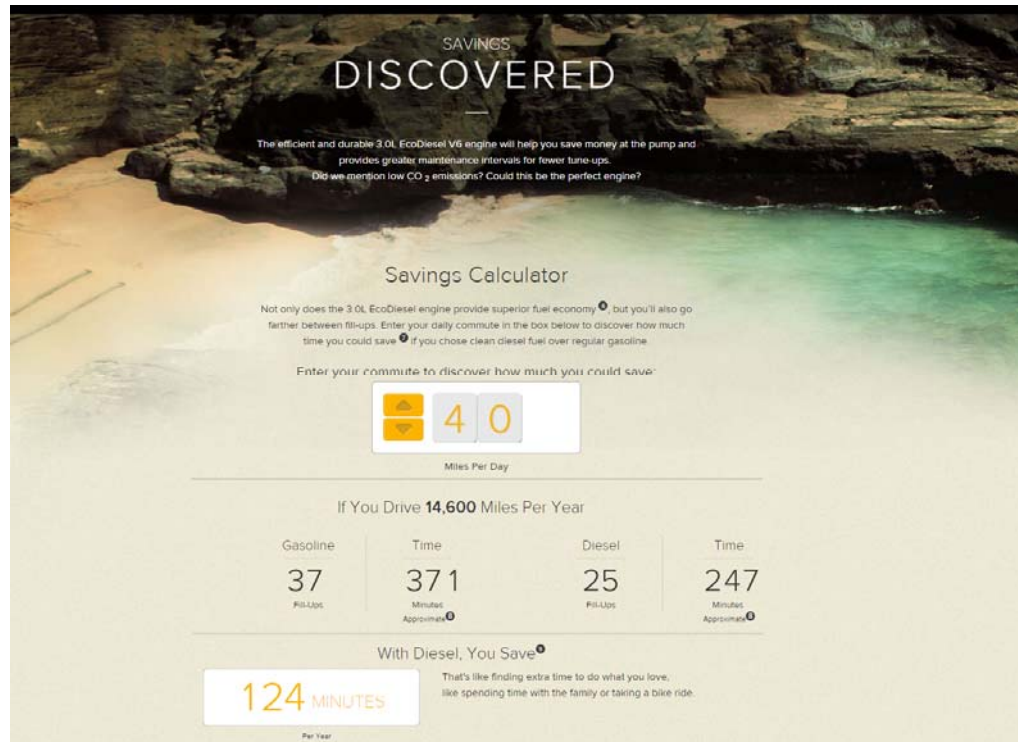 SAVINGS
DISCOVERED
The efficient and durable 3.0L EcoDiesel V6 engine will help you save money at the pump and
provides greater maintenance intervals for fewer tune-ups.
Did we mention low CO 2 emissions? Could this be the perfect engine?
Savings Calculator
Not only does the 3.0L EcoDiesel engine provide superior fuel economy 6, but you'll also go
farther between fill-ups. Enter your daily commute in the box below to discover how much
time you could save 7 if you chose clean diesel fuel over regular gasoline
Enter your commute to discover how much you could save:
40
Miles Per Day
If You Drive 14,600 Miles Per Year
Gasoline Time Diesel Time
37 371 25 247
Fill-Ups Minutes Fill-Ups Minutes
Approximate 8 Approximate 8
With Diesel, You Save 9
124 MINUTES
Per Year
That's like finding extra time to do what you love,
like spending time with the family or taking a bike ride.